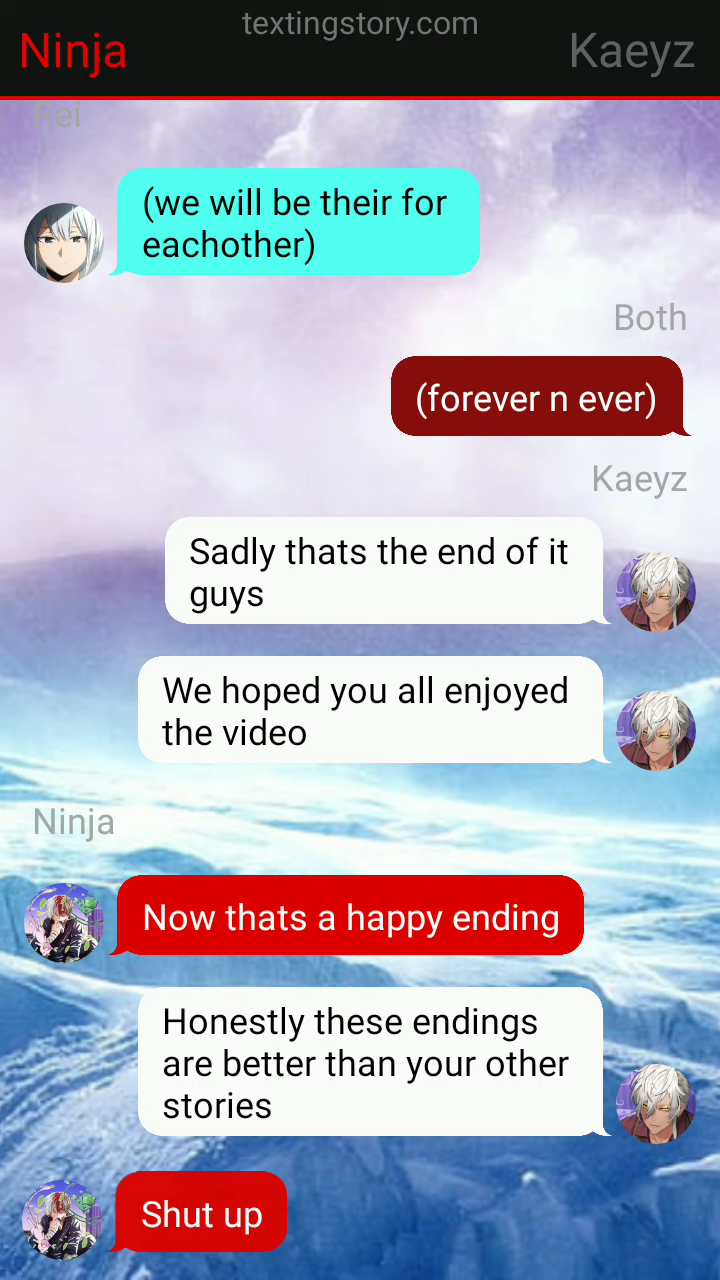 textingstory.com
Ninja
Kaeyz
Rei
(we will be their for
eachother)
Both
(forever n ever)
Kaeyz
Sadly thats the end of it
guys
We hoped you all enjoyed
the video
Ninja
Now thats a happy ending
Honestly these endings
are better than your other
stories
Shut up